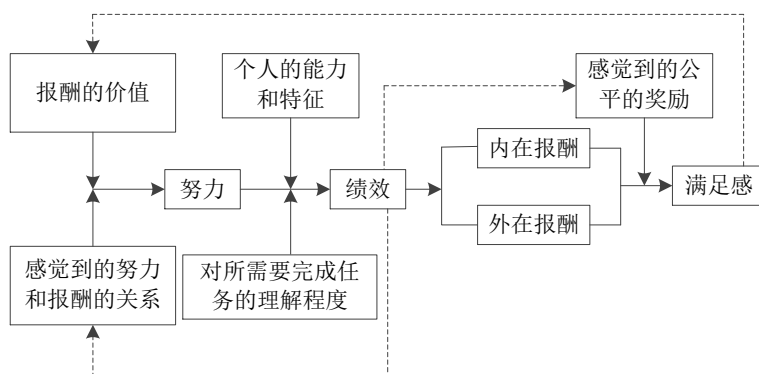 报酬的价值
个人的能力
和特征
感觉到的公
平的奖励
努力
绩效
内在报酬
外在报酬
满足感
感觉到的努力
和报酬的关系
对所需要完成任
务的理解程度